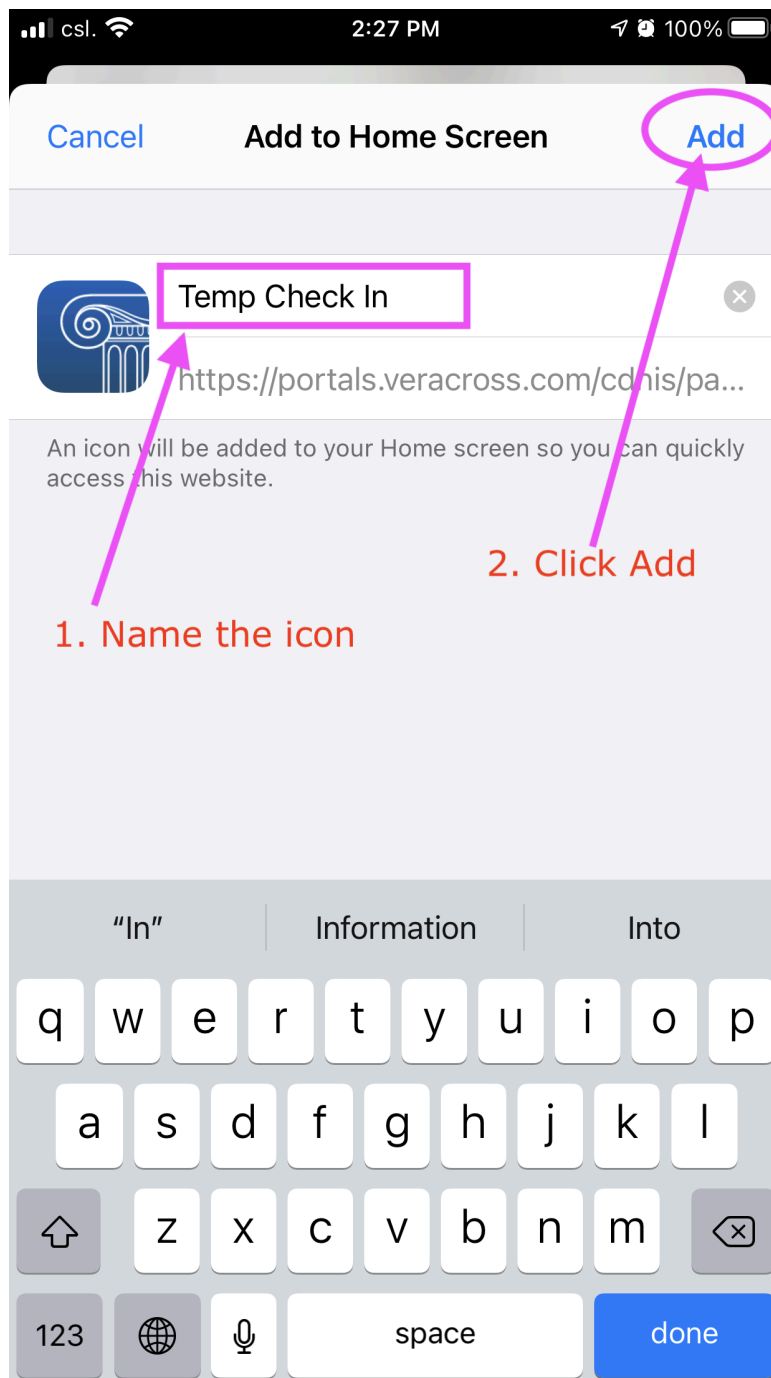 csl. 2:27 PM 100%
Cancel Add to Home Screen Add
Temp Check In
https://portals.veracross.com/cdnis/pa...
An icon will be added to your Home screen so you can quickly
access this website.
2. Click Add
1. Name the icon
“In” Information Into
q w e r t y u i o p
a s d f g h j k l
z x c v b n m
123 space done